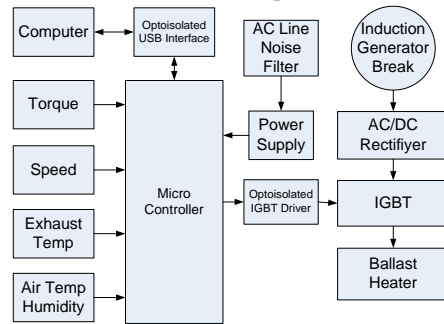 Computer
Optoisolated
USB Interface
AC Line
Noise
Filter
Induction
Generator
Break
Torque
Power
Supply
AC/DC
Rectifiyer
Speed
Micro
Controller
Optoisolated
IGBT Driver
IGBT
Exhaust
Temp
Air Temp
Humidity
Ballast
Heater